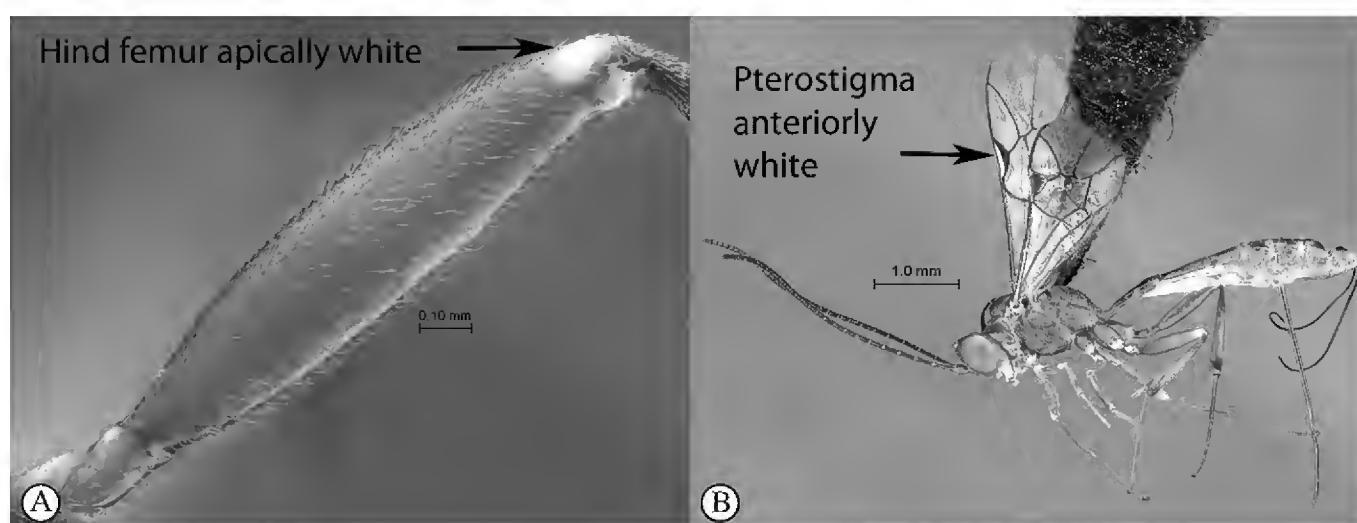 Hind femur apically white
0.10 mm
A
Pterostigma
anteriorly
white
1.0 mm
B